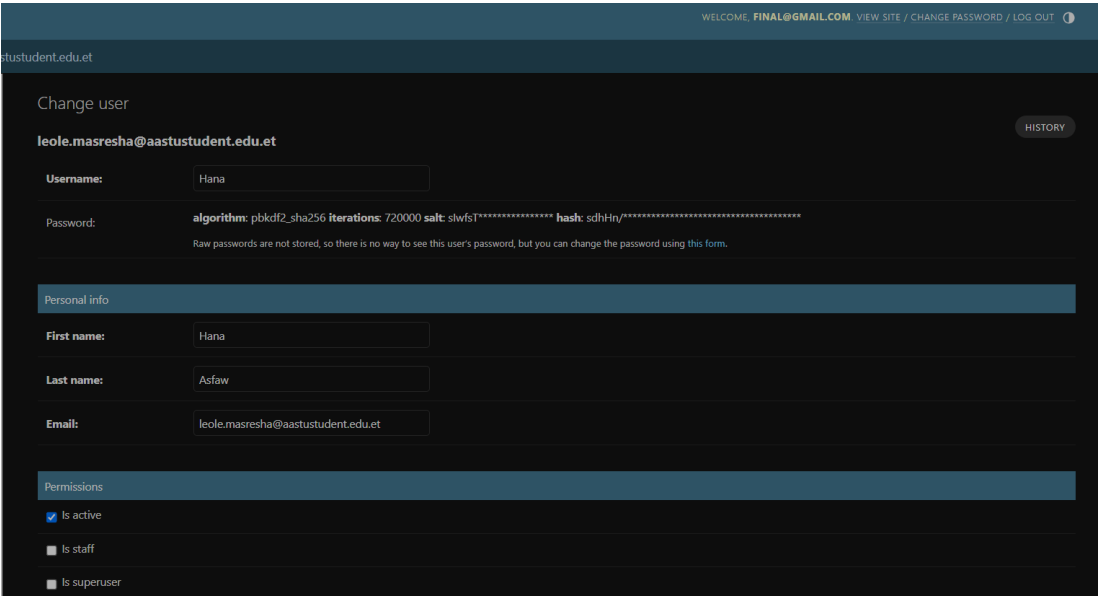 WELCOME, FINAL@GMAIL.COM. VIEW SITE / CHANGE PASSWORD / LOG OUT
stustudent.edu.et
Change user
HISTORY
leole.masresha@aastustudent.edu.et
Username: Hana
Password: algorithm: pbkdf2_sha256 iterations: 720000 salt: slwfsT**************** hash: sdhHn/**************************************
Raw passwords are not stored, so there is no way to see this user's password, but you can change the password using this form.
Personal info
First name: Hana
Last name: Asfaw
Email: leole.masresha@aastustudent.edu.et
Permissions
Is active
Is staff
Is superuser